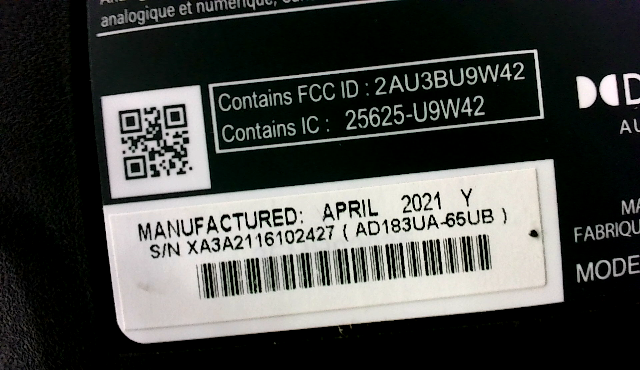 analogique et numérique,
Contains FCC ID : 2AU3BU9W42
Contains IC : 25625-U9W42
MANUFACTURED: APRIL 2021 Y
S/N XA3A2116102427 ( AD183UA-65UB )
AU
MA
FABRIQU
MODE